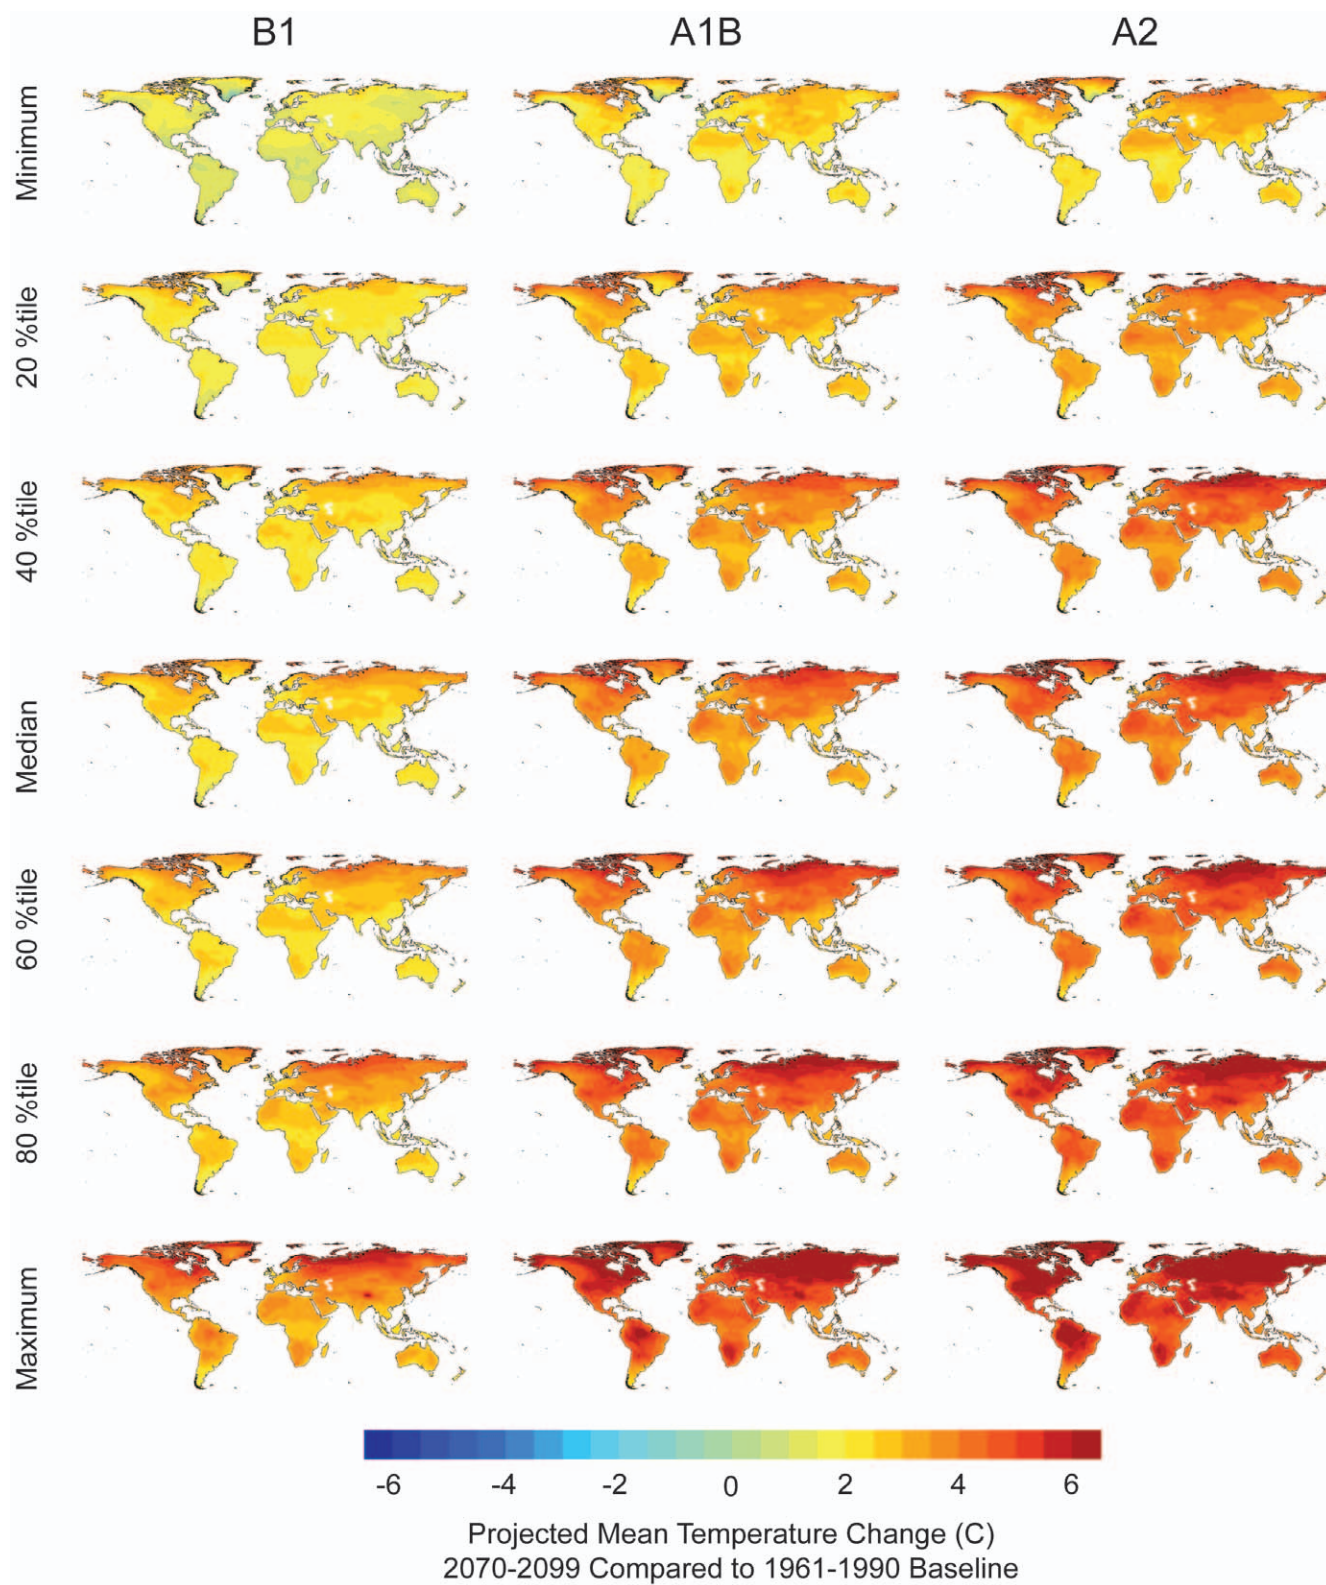 B1 A1B A2
Minimum
20 %tile
40 %tile
Median
60 %tile
80 %tile
Maximum
-6 -4 -2 0 2 4 6
Projected Mean Temperature Change (C)
2070-2099 Compared to 1961-1990 Baseline